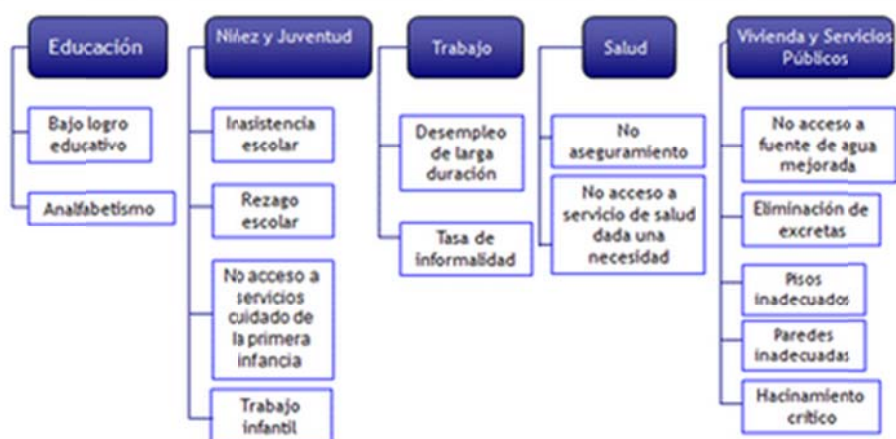 Educación
Bajo logro
educativo
Analfabetismo
Niñez y Juventud
Inasistencia
escolar
Rezago
escolar
No acceso a
servicios
cuidado de
la primera
infancia
Trabajo
infantil
Trabajo
Desempleo
de larga
duración
Tasa de
informalidad
Salud
No
aseguramiento
No acceso a
servicio de salud
dada una
necesidad
Vivienda y Servicios
Públicos
No acceso a
fuente de agua
mejorada
Eliminación de
excretas
Pisos
inadecuados
Paredes
inadecuadas
Hacinamiento
crítico